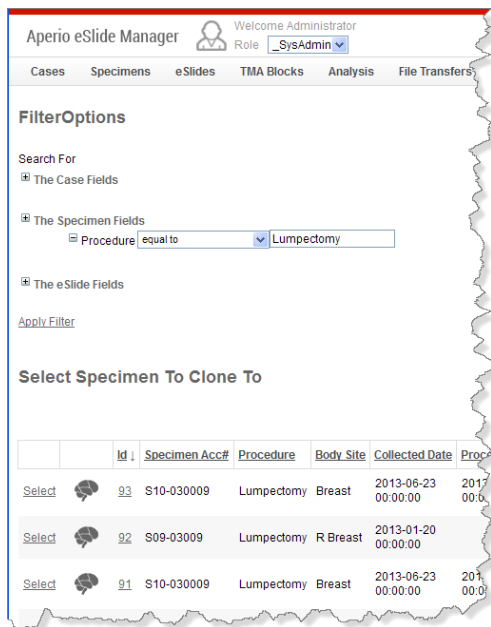 Aperio eSlide Manager
Welcome Administrator
Role _SysAdmin
Cases Specimens eSlides TMA Blocks Analysis File Transfers
FilterOptions
Search For
The Case Fields
The Specimen Fields
Procedure equal to Lumpectomy
The eSlide Fields
Apply Filter
Select Specimen To Clone To
Id ↓ Specimen Acc# Procedure Body Site Collected Date
Select 93 S10-030009 Lumpectomy Breast 2013-06-23
00:00:00
Select 92 S09-03009 Lumpectomy R Breast 2013-01-20
00:00:00
Select 91 S10-030009 Lumpectomy Breast 2013-06-23
00:00:00